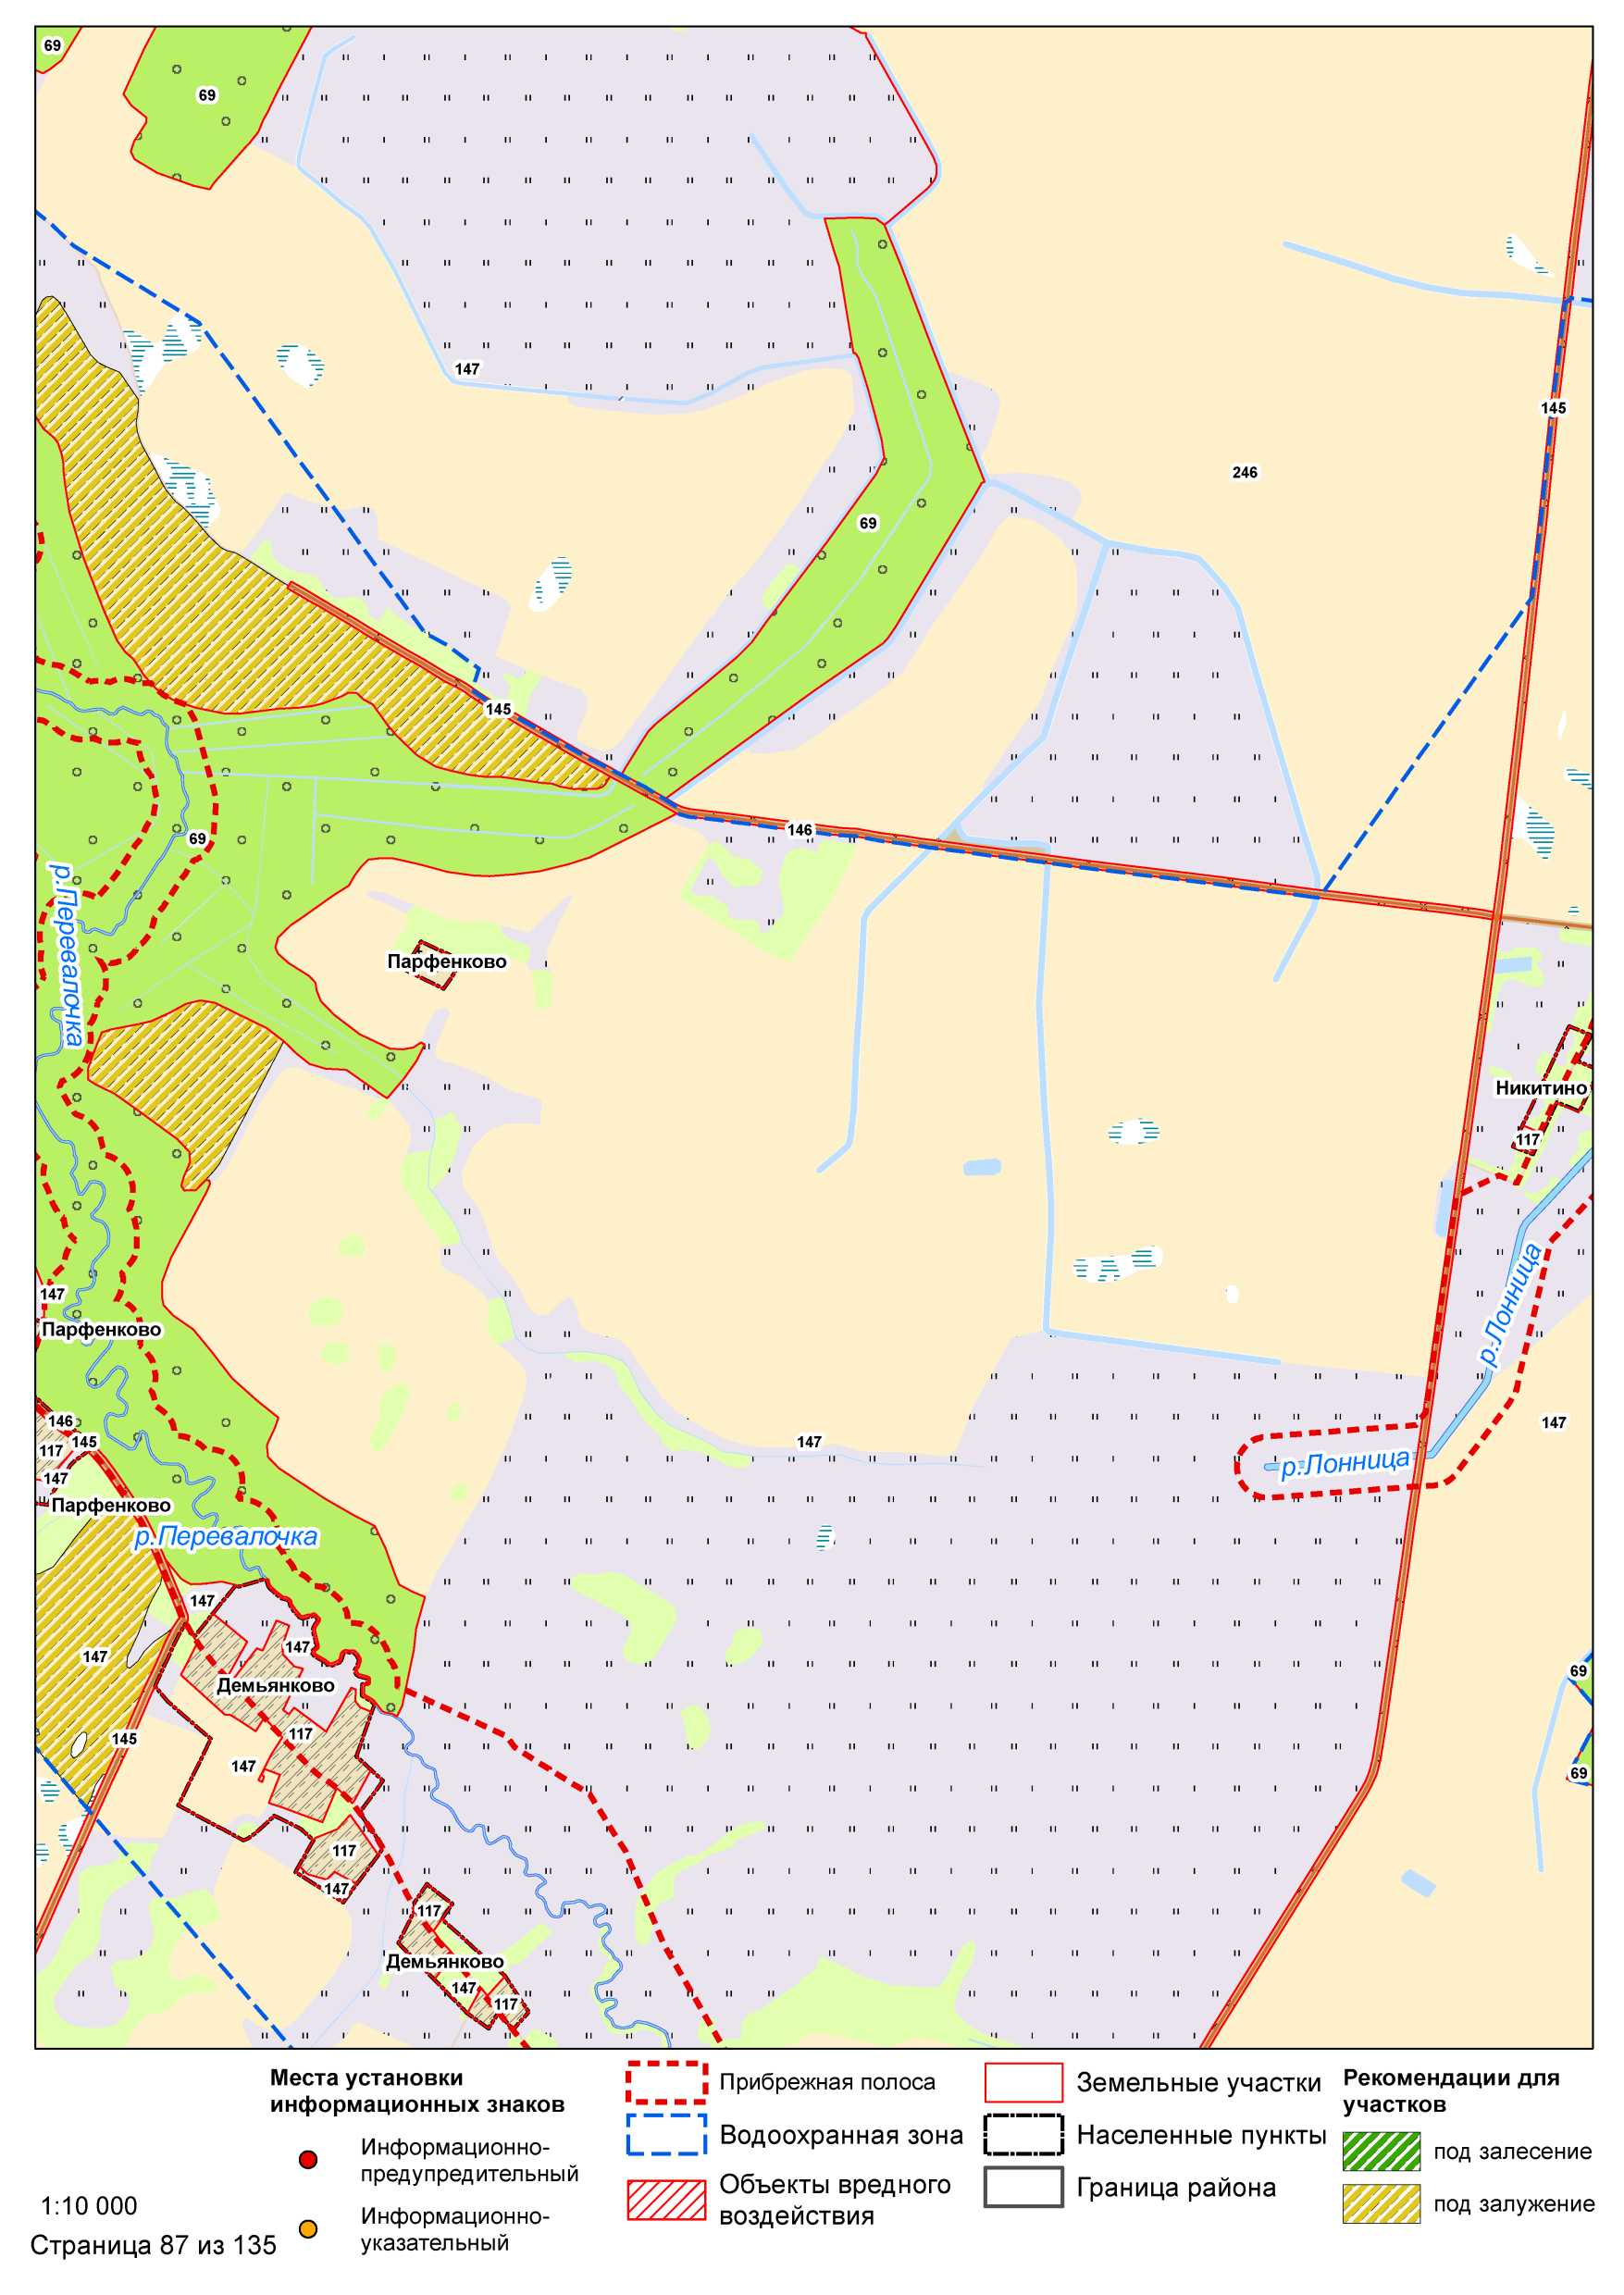 69
69
147
145
246
69
145
146
69
р.Перевалочка
Парфенково
Никитино
117
р.Лонница
147
Парфенково
146
145
117
147
147
147
р.Лонница
Парфенково
р.Перевалочка
147
147
147
Демьянково
69
145
117
147
69
117
147
117
Демьянково
147
117
Места установки
информационных знаков
Информационно-
предупредительный
Информационно-
указательный
1:10 000
Страница 87 из 135
Прибрежная полоса
Водоохранная зона
Объекты вредного
воздействия
Земельные участки
Населенные пункты
Граница района
Рекомендации для
участков
под залесение
под залужение